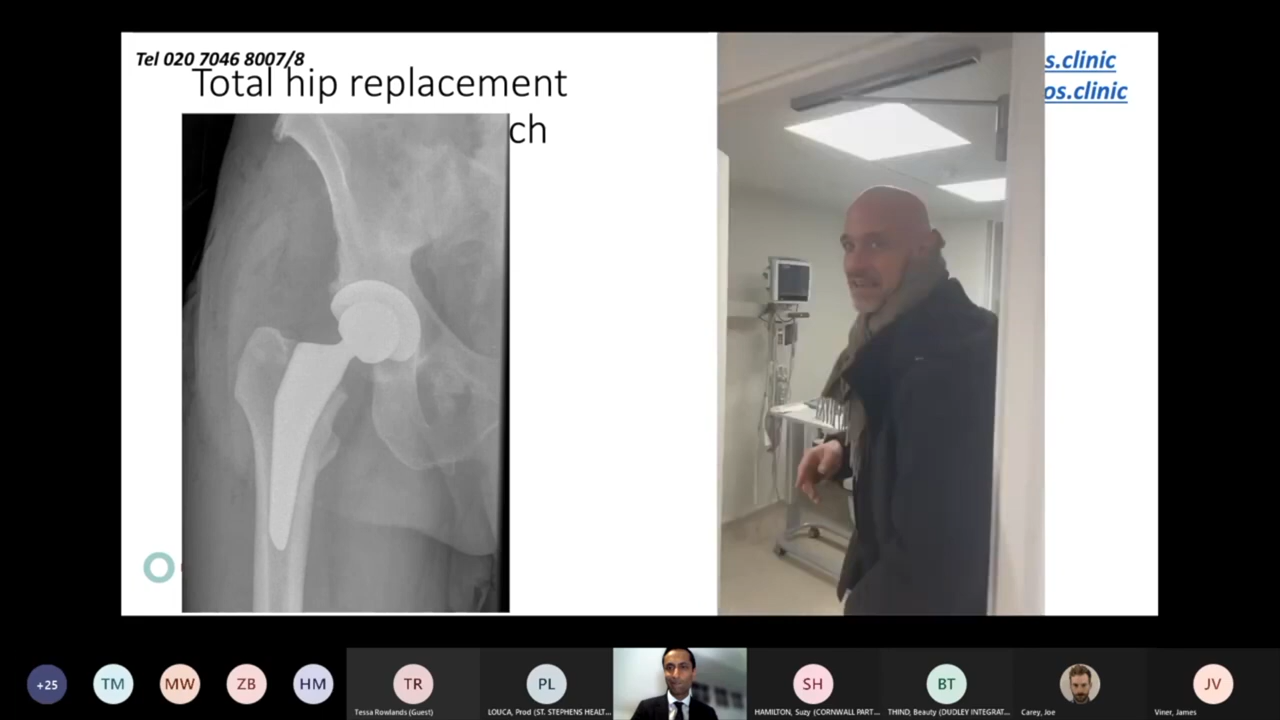 Tel 020 7046 8007/8
s.clinic
os.clinic
Total hip replacement
ch
+25
TM
MW
ZB
HM
TR
PL
SH
BT
JV
Tessa Rowlands (Guest)
LOUCA, Prod (ST. STEPHENS HEALT...
HAMILTON, Suzy (CORNWALL PART...
THIND, Beauty (DUDLEY INTEGRAT...
Carey, Joe
Viner, James